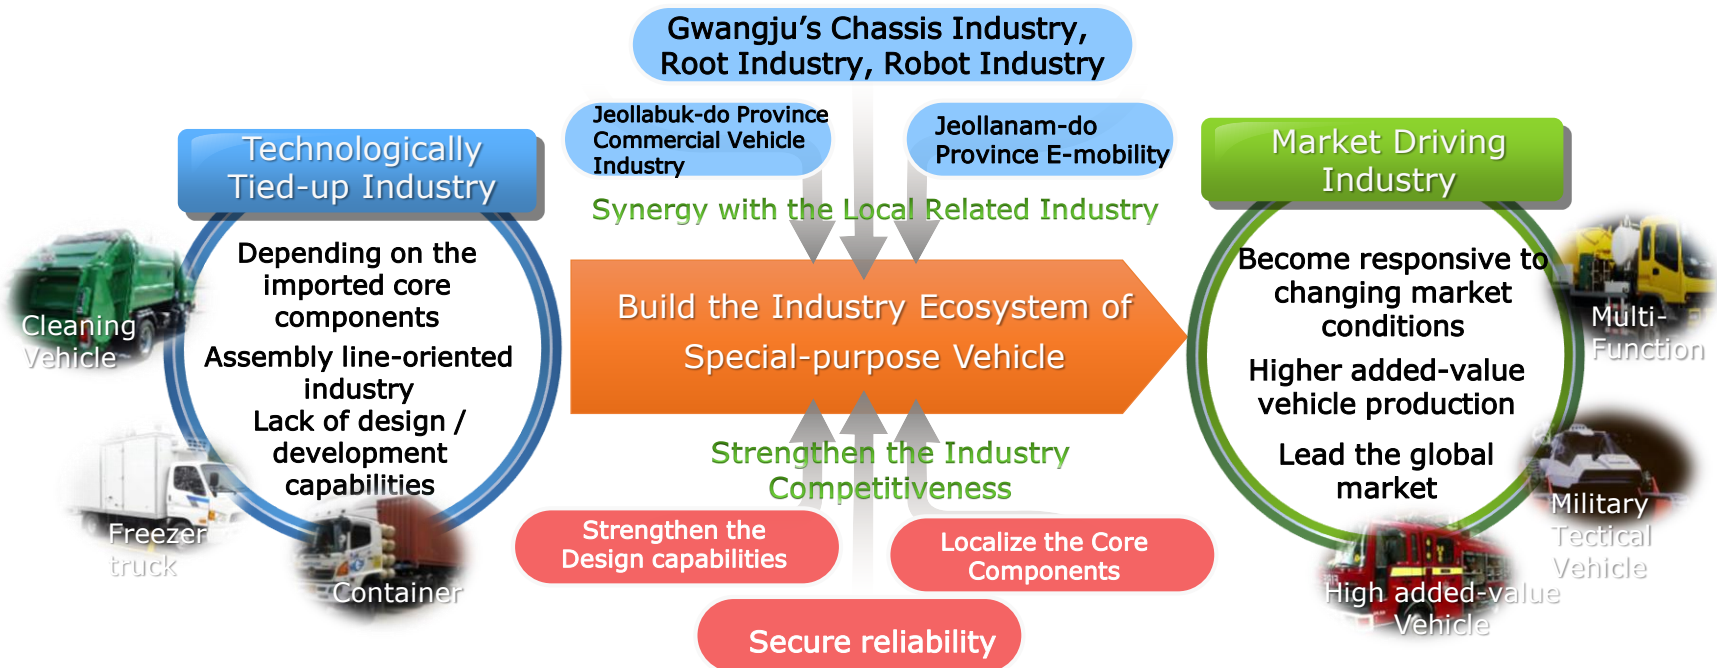 Gwangju’s Chassis Industry,
Root Industry, Robot Industry
Jeollabuk-do Province
Commercial Vehicle
Industry
Jeollanam-do
Province E-mobility
Synergy with the Local Related Industry
Technologically
Tied-up Industry
Depending on the
imported core
components
Assembly line-oriented
industry
Lack of design /
development
capabilities
Cleaning
Vehicle
Freezer
truck
Container
Build the Industry Ecosystem of
Special-purpose Vehicle
Strengthen the Industry
Competitiveness
Strengthen the
Design capabilities
Localize the Core
Components
Secure reliability
Market Driving
Industry
Become responsive to
changing market
conditions
Higher added-value
vehicle production
Lead the global
market
Multi-
Function
Military
Tectical
Vehicle
High added-value
Vehicle